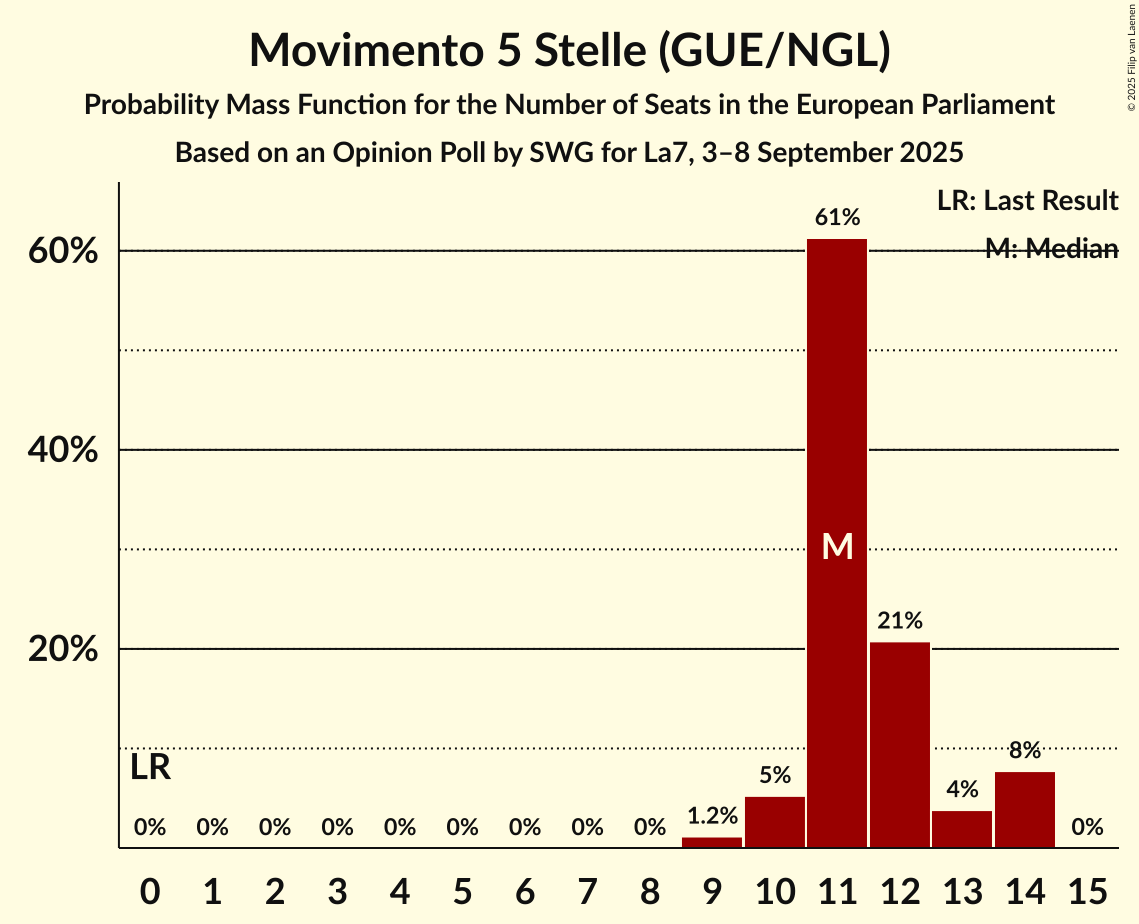 Movimento 5 Stelle (GUE/NGL)
Probability Mass Function for the Number of Seats in the European Parliament
Based on an Opinion Poll by SWG for La7, 3–8 September 2025
© 2025 Filip van Laenen
LR: Last Result
M: Median
60%
40%
20%
61%
M
21%
LR
0% 0% 0% 0% 0% 0% 0% 0% 0% 1.2% 5% 4% 8% 0%
0 1 2 3 4 5 6 7 8 9 10 11 12 13 14 15